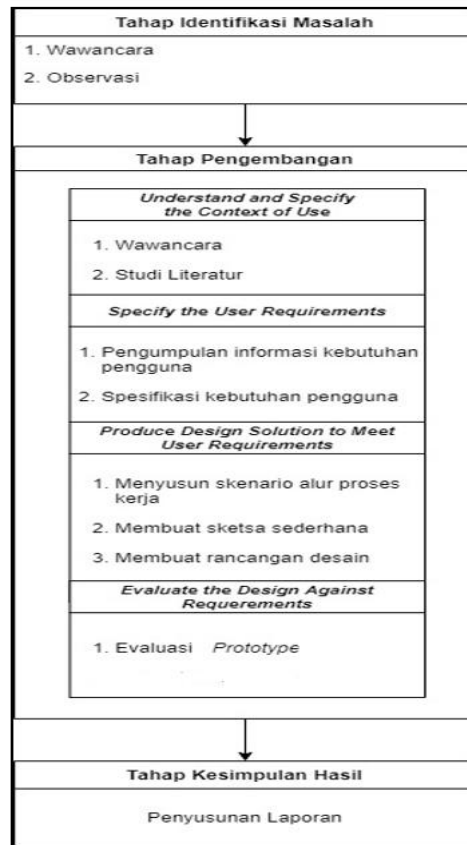 Tahap Identifikasi Masalah
1. Wawancara
2. Observasi
Tahap Pengembangan
Understand and Specify
the Context of Use
1. Wawancara
2. Studi Literatur
Specify the User Requirements
1. Pengumpulan informasi kebutuhan
pengguna
2. Spesifikasi kebutuhan pengguna
Produce Design Solution to Meet
User Requirements
1. Menyusun skenario alur proses
kerja
2. Membuat sketsa sederhana
3. Membuat rancangan desain
Evaluate the Design Against
Requerements
1. Evaluasi Prototype
Tahap Kesimpulan Hasil
Penyusunan Laporan